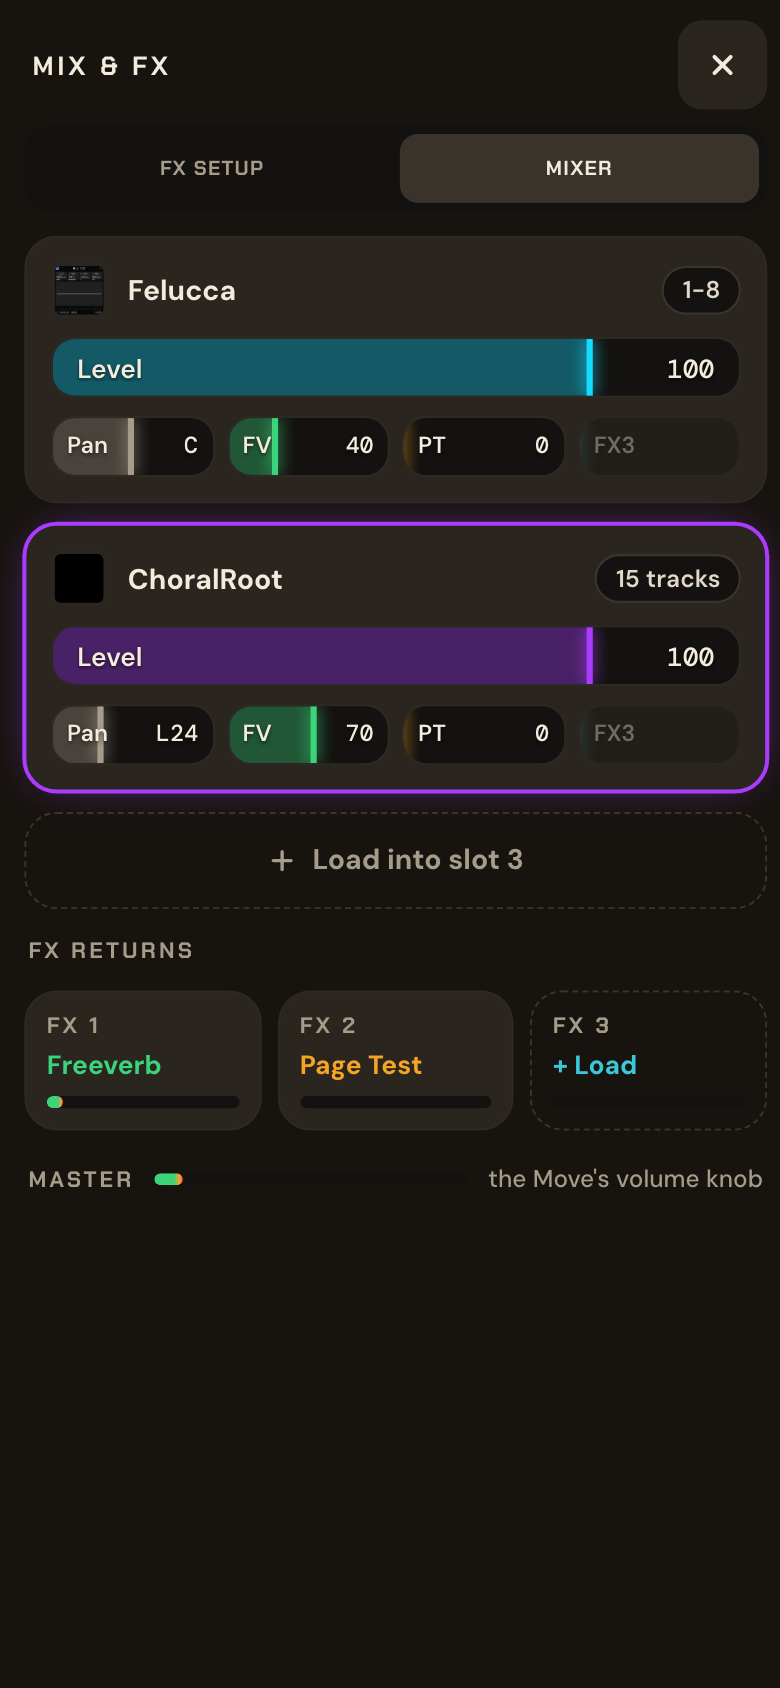 MIX & FX
FX SETUP MIXER
Felucca 1-8
Level 100
Pan C FV 40 PT 0 FX3
ChoralRoot 15 tracks
Level 100
Pan L24 FV 70 PT 0 FX3
+ Load into slot 3
FX RETURNS
FX 1 FX 2 FX 3
Freeverb Page Test + Load
MASTER the Move's volume knob